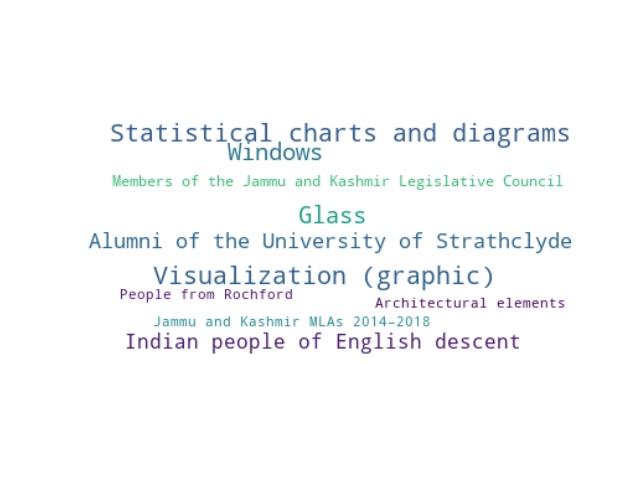 Statistical charts and diagrams
Windows
Members of the Jammu and Kashmir Legislative Council
Glass
Alumni of the University of Strathclyde
Visualization (graphic)
People from Rochford
Architectural elements
Jammu and Kashmir MLAs 2014–2018
Indian people of English descent